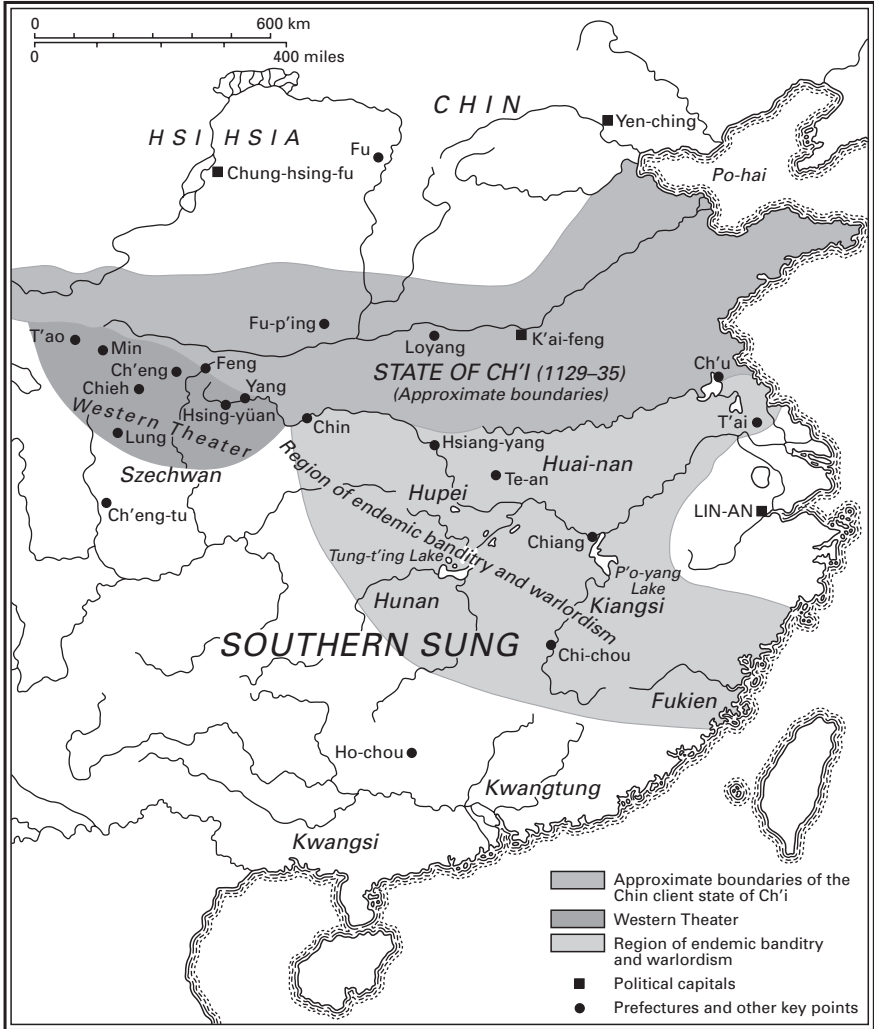 0 600 km
0 400 miles
CHIN
HSI HSIA
Yen-ching
Fu
Chung-hsing-fu
Po-hai
Fu-p'ing
T'ao
Min
Loyang
K'ai-feng
Ch'eng
Feng
Ch'u
Chieh
Yang
STATE OF CH'I (1129–35)
(Approximate boundaries)
Hsing-yüan
Western Theater
Chin
T'ai
Lung
Hsiang-yang
Huai-nan
Szechwan
Te-an
Region of endemic banditry and warlordism
Hupei
Ch'eng-tu
LIN-AN
Chiang
Tung-t'ing Lake
P'o-yang
Lake
Hunan
Kiangsi
SOUTHERN SUNG
Chi-chou
Fukien
Ho-chou
Kwangtung
Kwangsi
Approximate boundaries of the
Chin client state of Ch'i
Western Theater
Region of endemic banditry
and warlordism
Political capitals
Prefectures and other key points